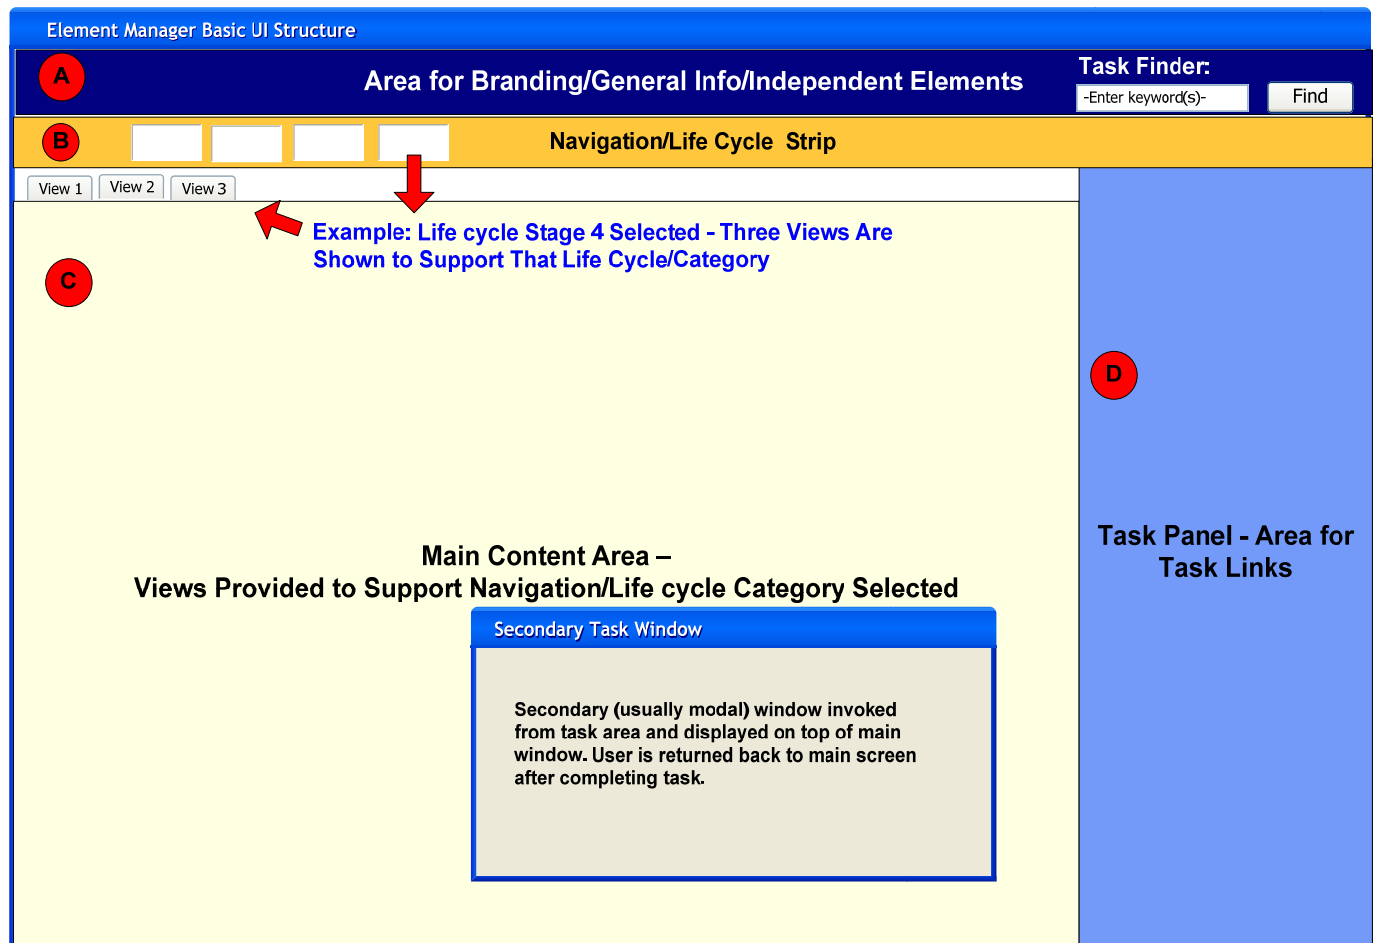 Element Manager Basic UI Structure
A
Area for Branding/General Info/Independent Elements
Task Finder:
-Enter keyword(s)-
Find
B
Navigation/Life Cycle Strip
View 1
View 2
View 3
Example: Life cycle Stage 4 Selected - Three Views Are
Shown to Support That Life Cycle/Category
C
D
Main Content Area –
Views Provided to Support Navigation/Life cycle Category Selected
Task Panel - Area for
Task Links
Secondary Task Window
Secondary (usually modal) window invoked
from task area and displayed on top of main
window. User is returned back to main screen
after completing task.